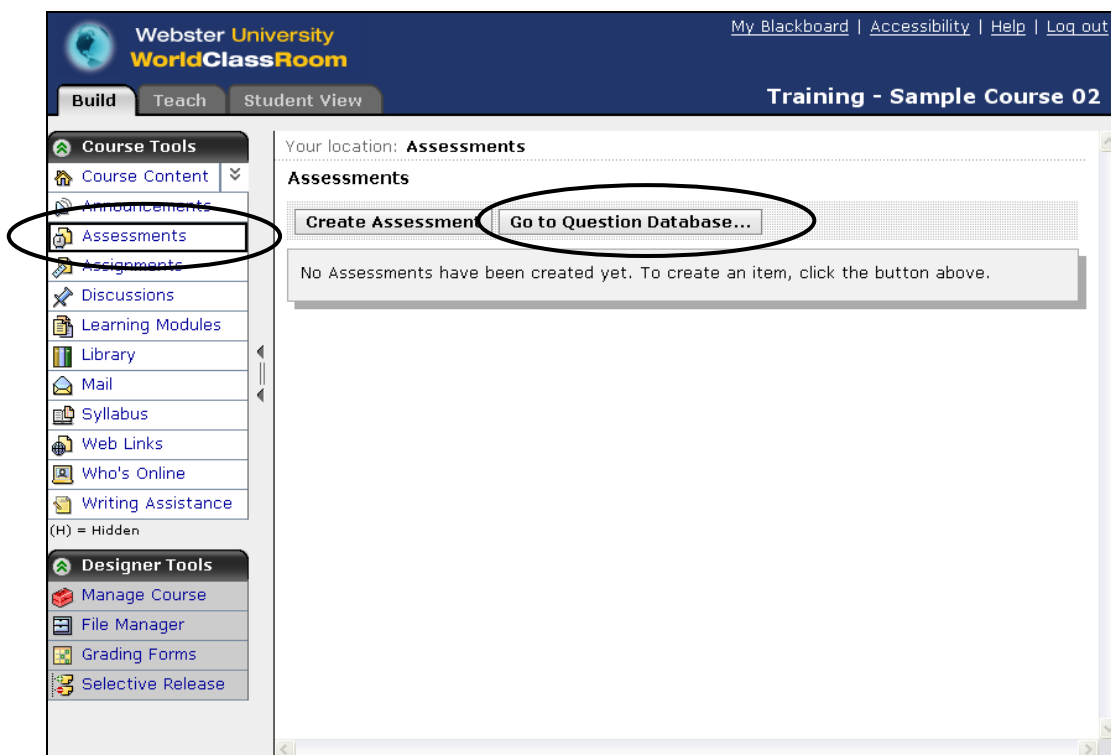 Webster University
WorldClassRoom
My Blackboard | Accessibility | Help | Log out
Build Teach Student View
Training - Sample Course 02
Course Tools
Course Content
Announcements
Assessments
Assignments
Discussions
Learning Modules
Library
Mail
Syllabus
Web Links
Who's Online
Writing Assistance
(H) = Hidden
Designer Tools
Manage Course
File Manager
Grading Forms
Selective Release
Your location: Assessments
Assessments
Create Assessment Go to Question Database...
No Assessments have been created yet. To create an item, click the button above.